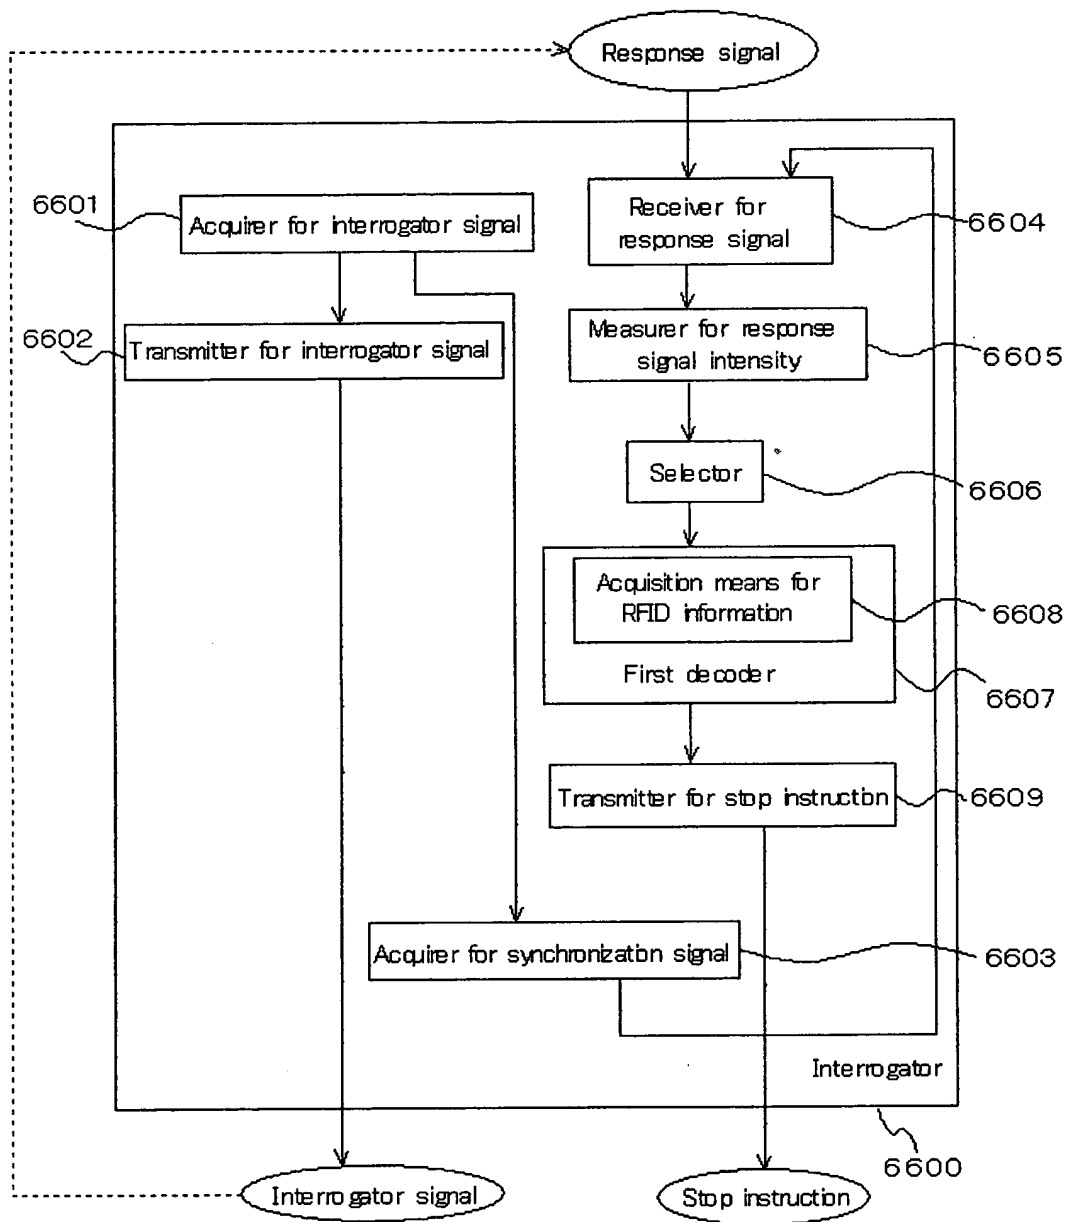 Response signal
6601
Acquirer for interrogator signal
Receiver for
response signal
6604
6602
Transmitter for interrogator signal
Measurer for response
signal intensity
6605
Selector
6606
Acquisition means for
RFID information
6608
First decoder
6607
Transmitter for stop instruction
6609
Acquirer for synchronization signal
6603
Interrogator
6600
Interrogator signal
Stop instruction